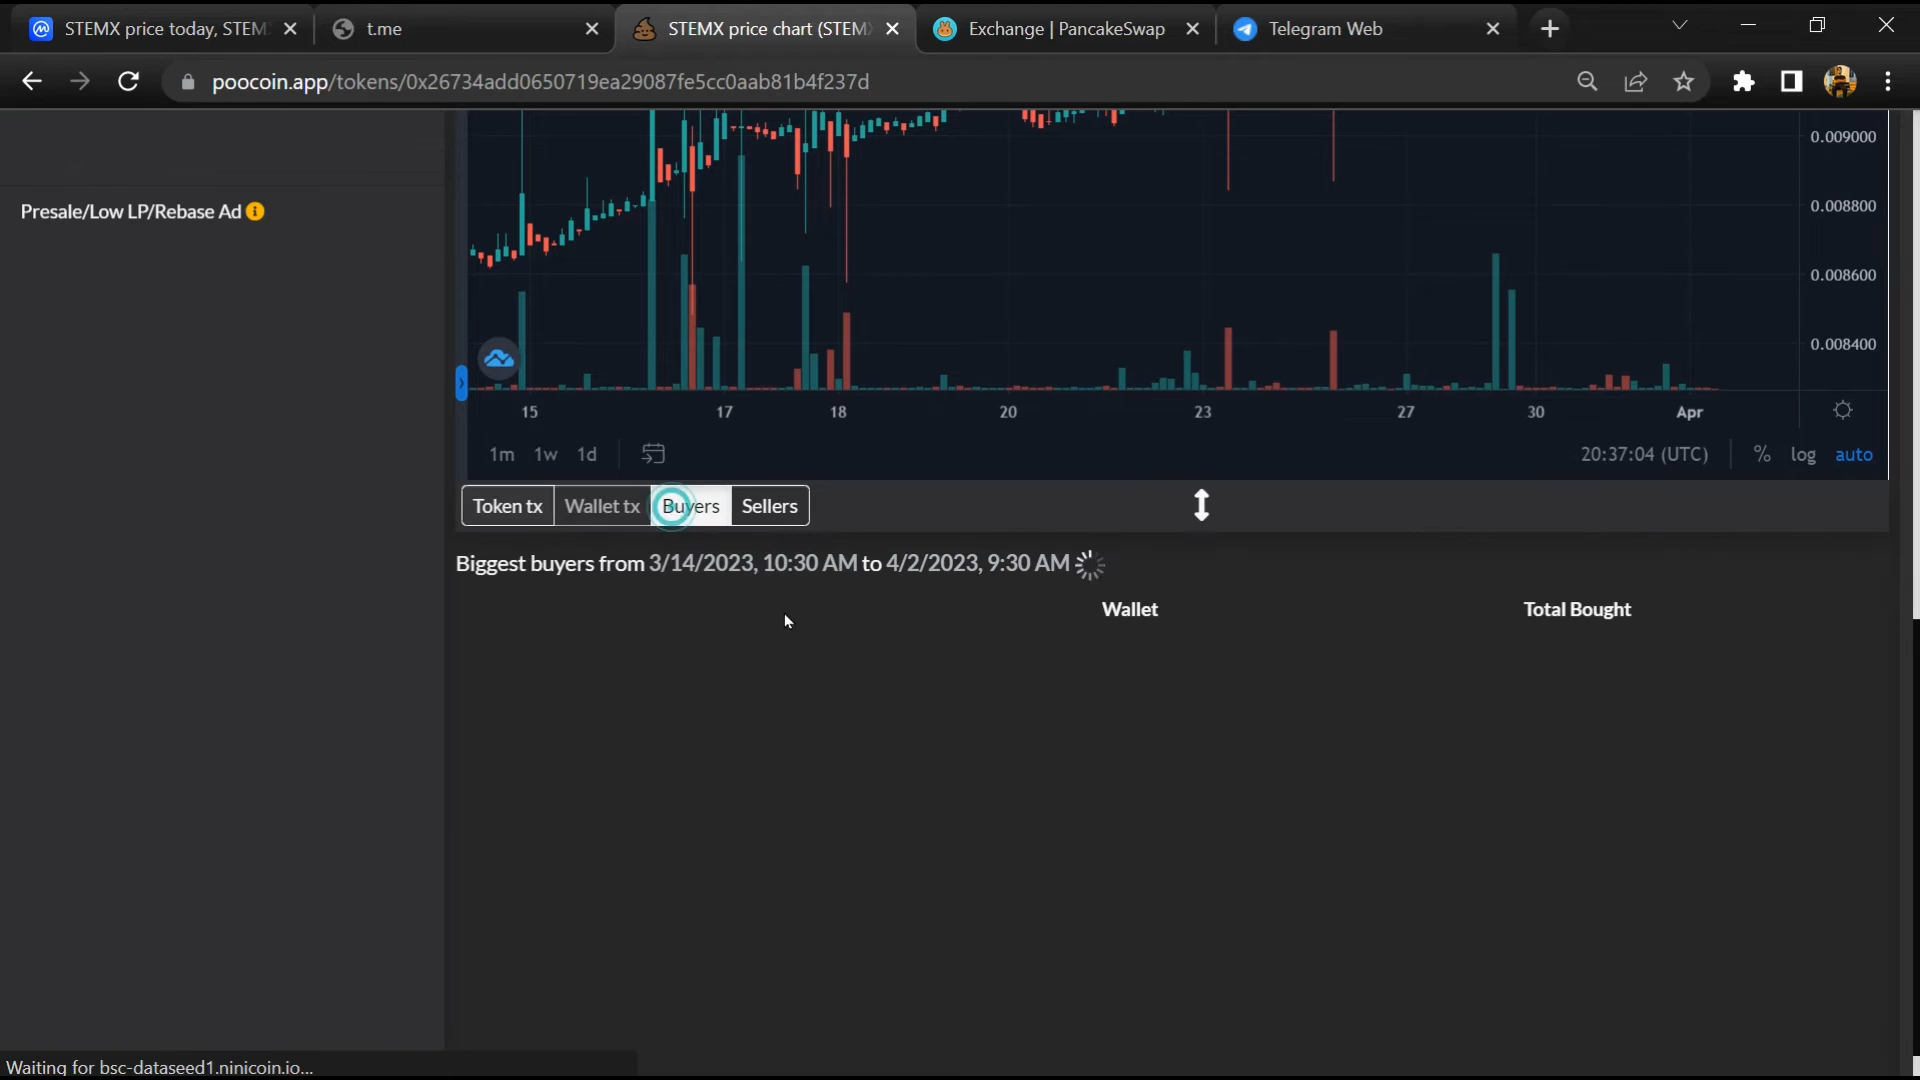 STEMX price today, STEM
t.me
STEMX price chart (STEM
Exchange | PancakeSwap
Telegram Web
poocoin.app/tokens/0x26734add0650719ea29087fe5cc0aab81b4f237d
Presale/Low LP/Rebase Ad
0.009000
0.008800
0.008600
0.008400
15 17 18 20 23 27 30 Apr
1m 1w 1d 20:37:04 (UTC) % log auto
Token tx Wallet tx Buyers Sellers
Biggest buyers from 3/14/2023, 10:30 AM to 4/2/2023, 9:30 AM
Wallet Total Bought
Waiting for bsc-dataseed1.ninicoin.io...